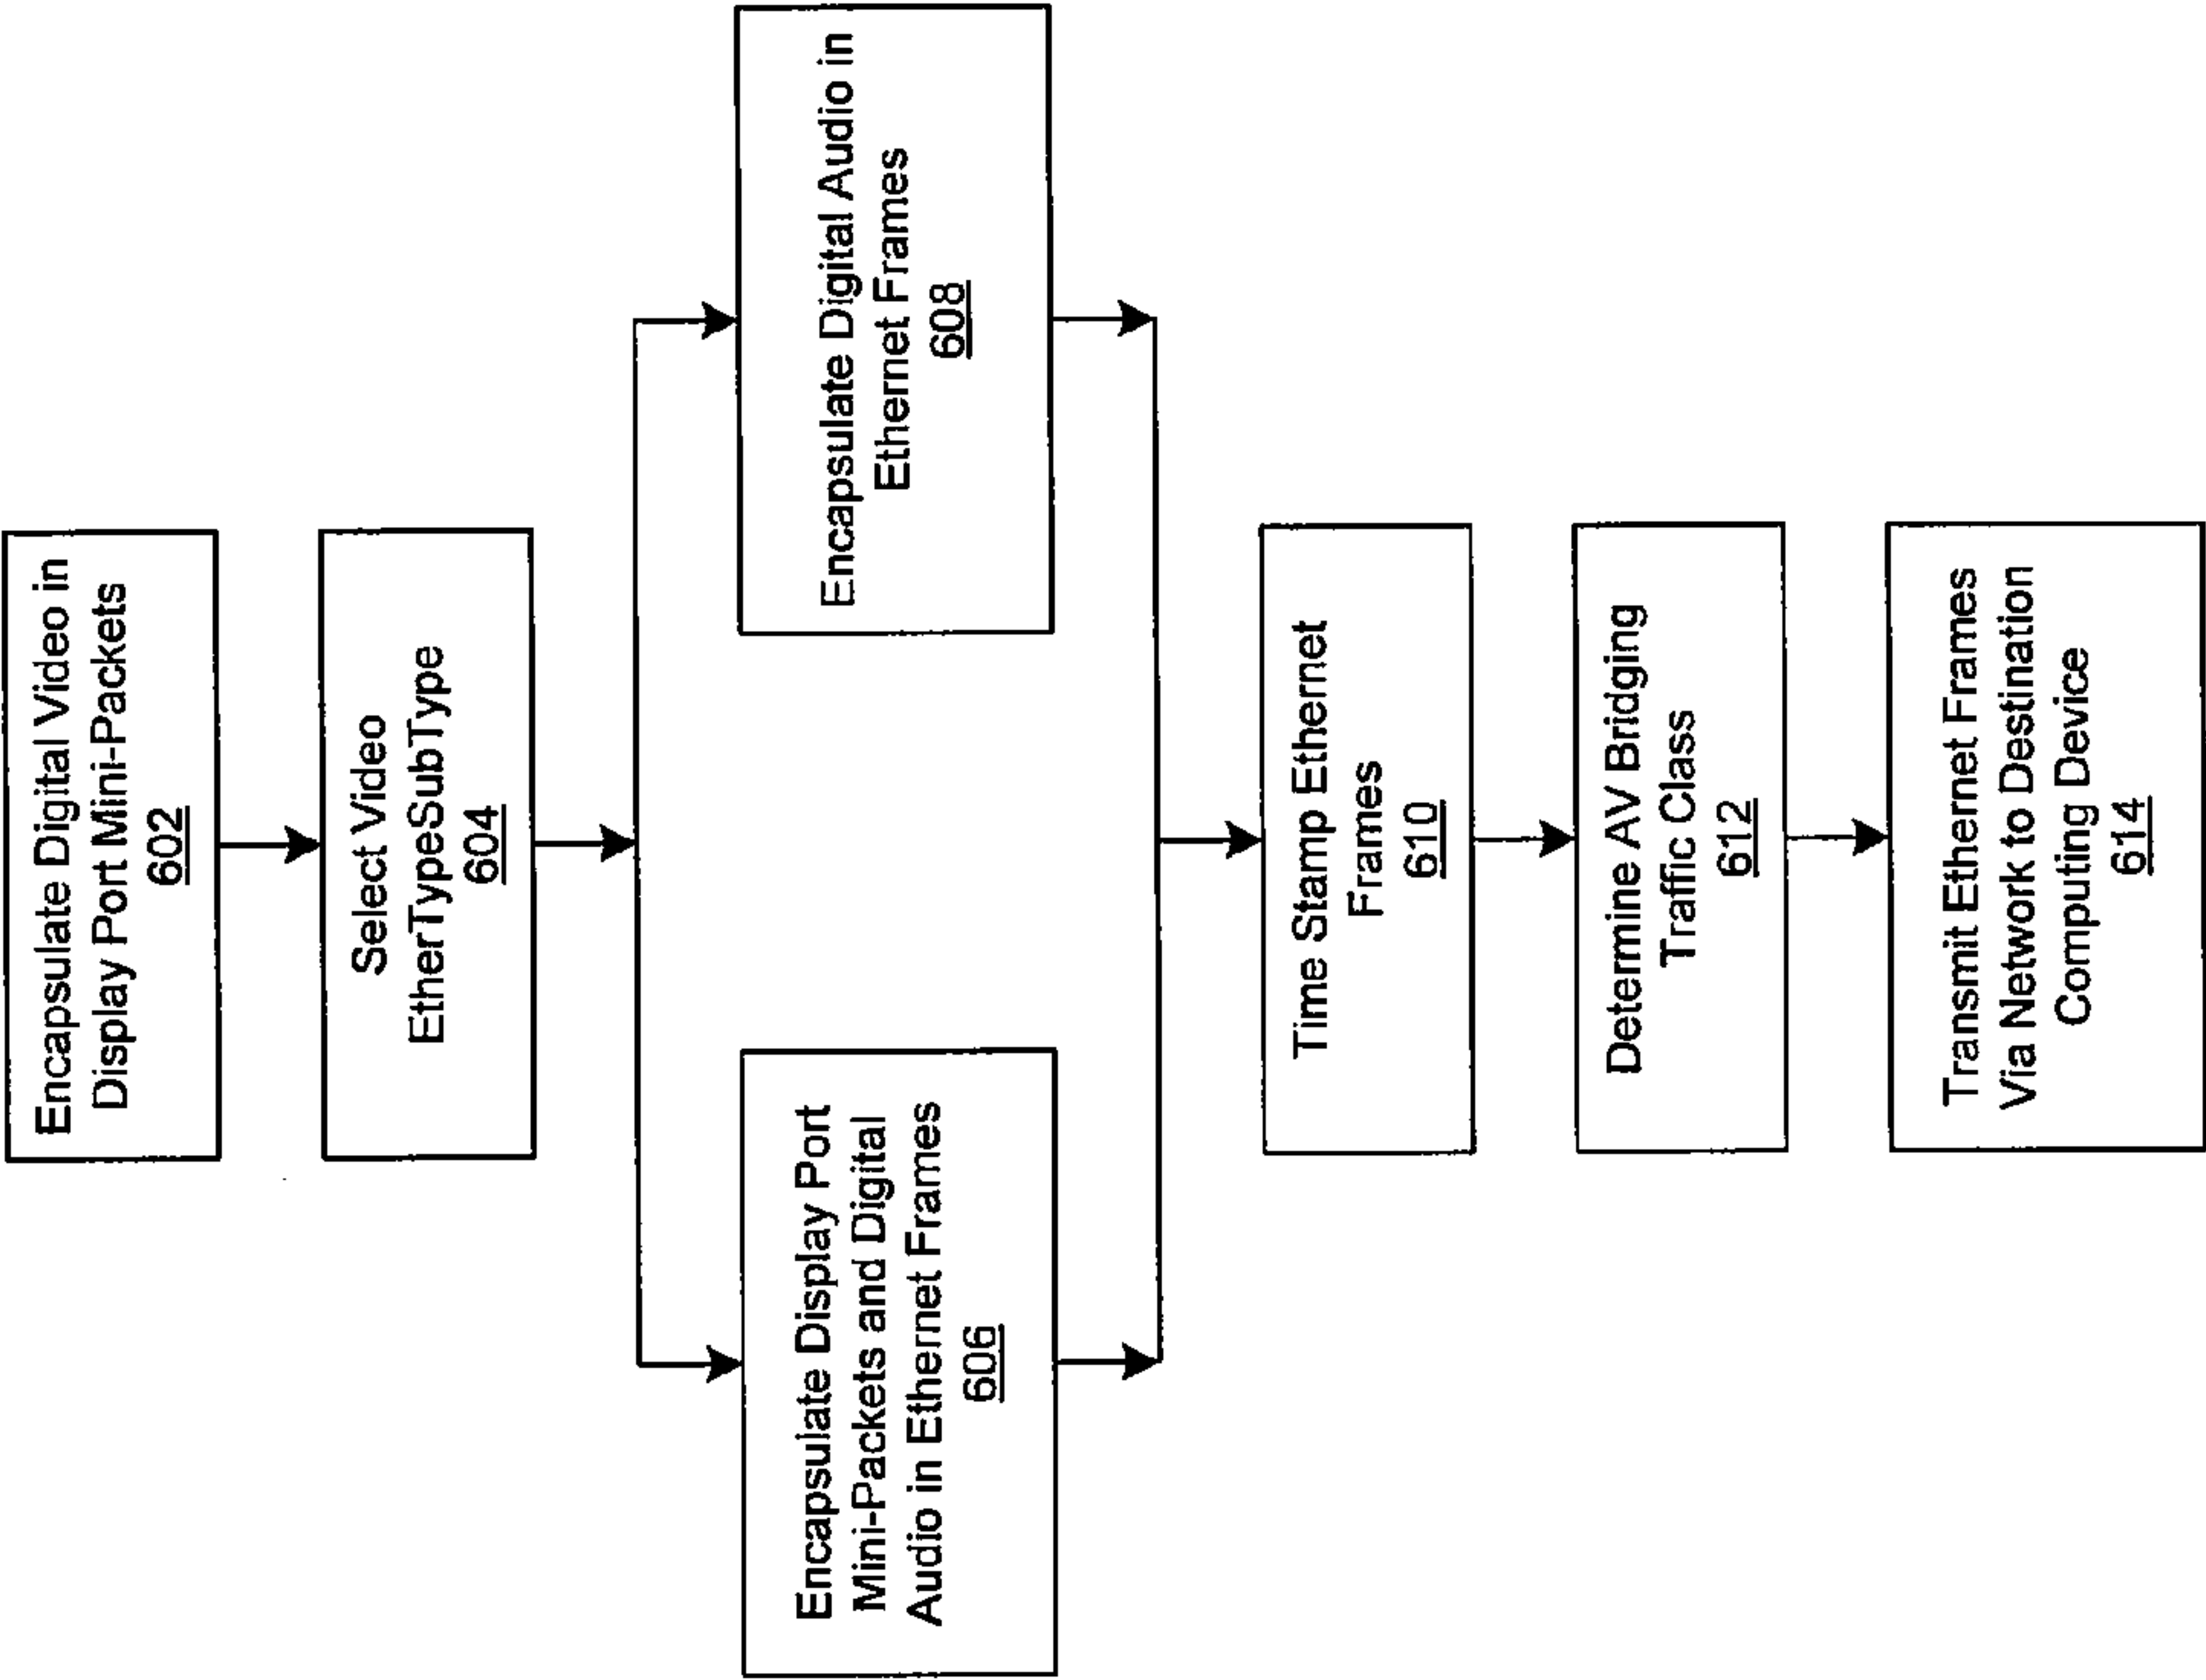 Encapsulate Digital Video in
Display Port Mini-Packets
602
Select Video
EtherTypeSubType
604
Encapsulate Display Port
Mini-Packets and Digital
Audio in Ethernet Frames
606
Encapsulate Digital Audio in
Ethernet Frames
608
Time Stamp Ethernet
Frames
610
Determine AV Bridging
Traffic Class
612
Transmit Ethernet Frames
Via Network to Destination
Computing Device
614